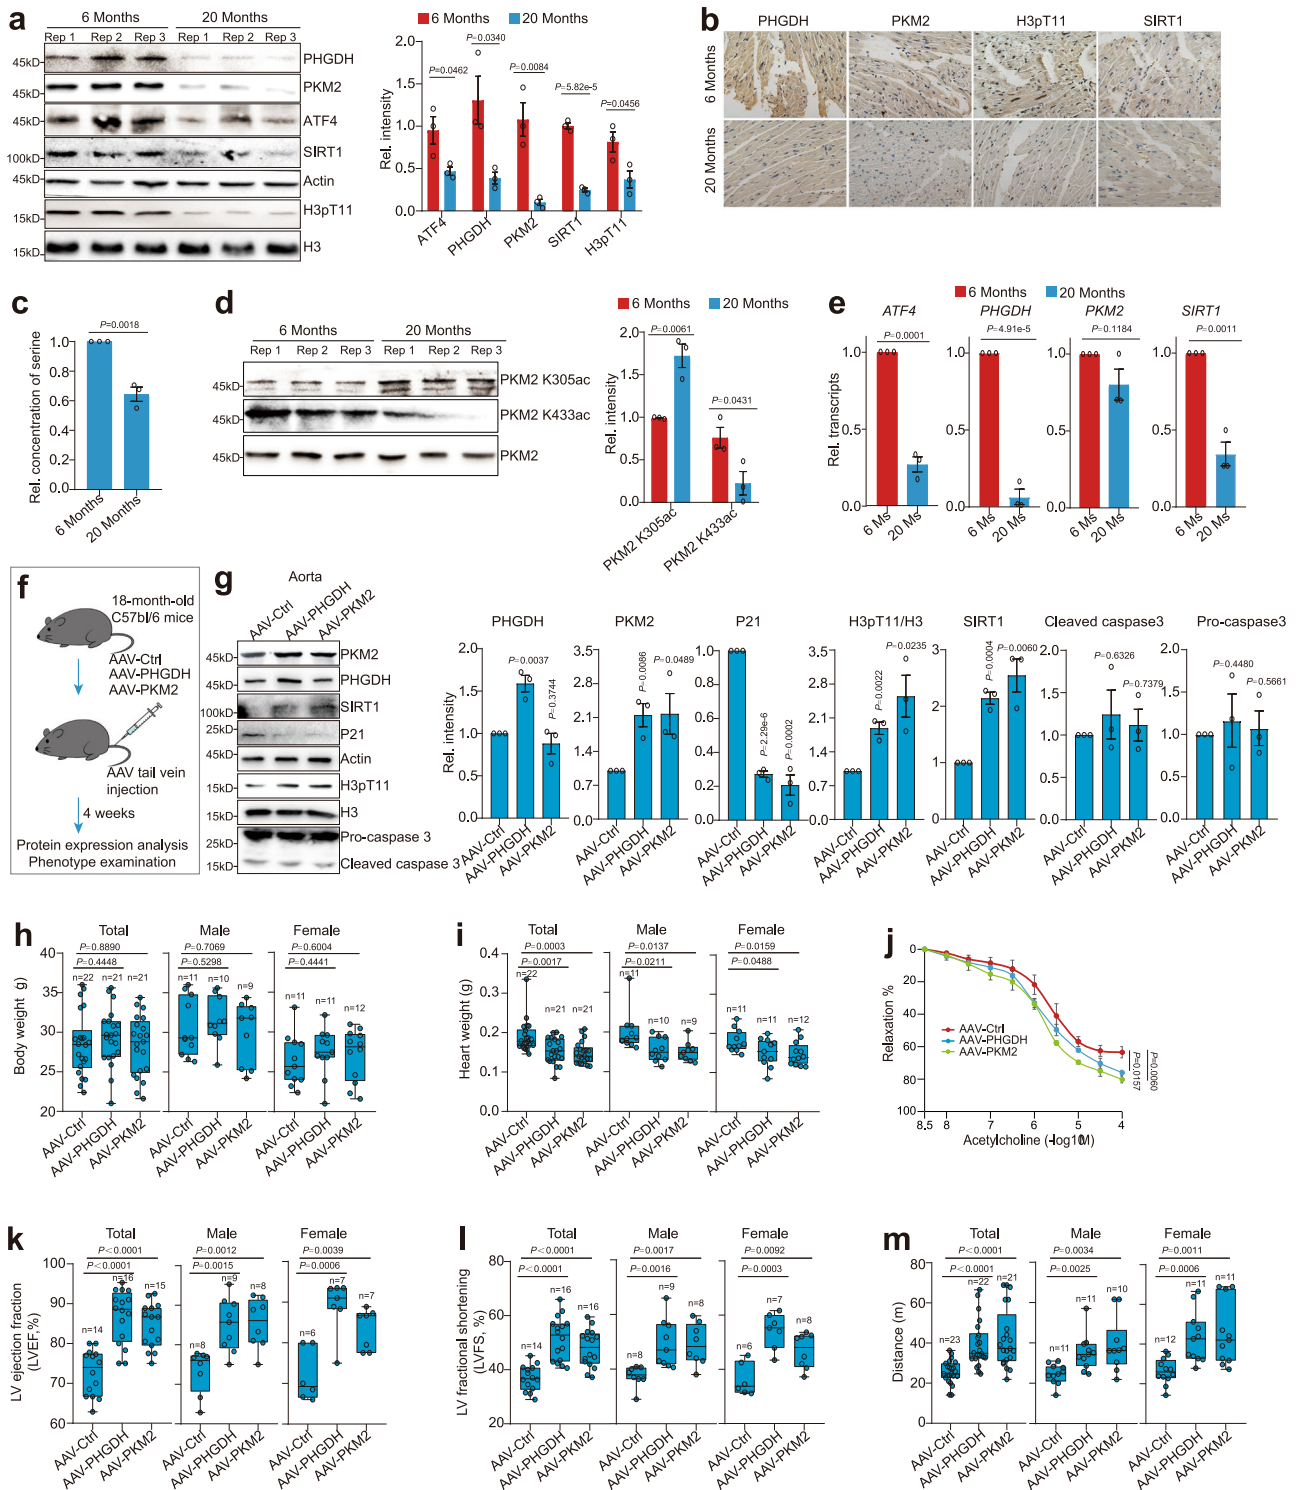 a
6 Months 20 Months
Rep 1 Rep 2 Rep 3 Rep 1 Rep 2 Rep 3
45kD PHGDH
45kD PKM2
45kD ATF4
100kD SIRT1
45kD Actin
15kD H3pT11
15kD H3
6 Months 20 Months
Rel. intensity
2.0
1.5
1.0
0.5
0.0
P=0.0462
P=0.0340
P=0.0084
P=5.82e-5
P=0.0456
ATF4
PHGDH
PKM2
SIRT1
H3pT11
b
PHGDH PKM2 H3pT11 SIRT1
6 Months
20 Months
c
Rel. concentration of serine
P=0.0018
1.0
0.8
0.6
0.4
0.2
0.0
6 Months
20 Months
d
6 Months 20 Months
Rep 1 Rep 2 Rep 3 Rep 1 Rep 2 Rep 3
45kD PKM2 K305ac
45kD PKM2 K433ac
45kD PKM2
6 Months 20 Months
Rel. intensity
2.0
1.5
1.0
0.5
0.0
P=0.0061
P=0.0431
PKM2 K305ac
PKM2 K433ac
e
6 Months 20 Months
ATF4 PHGDH PKM2 SIRT1
P=0.0001 P=4.91e-5 P=0.1184 P=0.0011
Rel. transcripts
1.0 1.0 1.0 1.0
0.5 0.5 0.5 0.5
0.0 0.0 0.0 0.0
6 Ms 20 Ms 6 Ms 20 Ms 6 Ms 20 Ms 6 Ms 20 Ms
f
18-month-old
C57bl/6 mice
AAV-Ctrl
AAV-PHGDH
AAV-PKM2
AAV tail vein
injection
4 weeks
Protein expression analysis
Phenotype examination
g
Aorta
AAV-Ctrl AAV-PHGDH AAV-PKM2
45kD PKM2
45kD PHGDH
100kD SIRT1
25kD P21
45kD Actin
15kD H3pT11
15kD H3
25kD Pro-caspase 3
15kD Cleaved caspase 3
Rel. intensity
PHGDH
P=0.0037
P=0.3744
2.0
1.5
1.0
0.5
0.0
AAV-Ctrl AAV-PHGDH AAV-PKM2
PKM2
P=0.0086
P=0.0489
3.5
2.8
2.1
1.4
0.7
0.0
AAV-Ctrl AAV-PHGDH AAV-PKM2
P21
P=2.29e-6
P=0.0002
1.0
0.8
0.6
0.4
0.2
0.0
AAV-Ctrl AAV-PHGDH AAV-PKM2
H3pT11/H3
P=0.0022
P=0.0235
3.5
2.8
2.1
1.4
0.7
0.0
AAV-Ctrl AAV-PHGDH AAV-PKM2
SIRT1
P=0.0004
P=0.0060
3
2
1
0
AAV-Ctrl AAV-PHGDH AAV-PKM2
Cleaved caspase3
P=0.6326
P=0.7379
2.0
1.5
1.0
0.5
0.0
AAV-Ctrl AAV-PHGDH AAV-PKM2
Pro-caspase3
P=0.4480
P=0.5661
2.0
1.5
1.0
0.5
0.0
AAV-Ctrl AAV-PHGDH AAV-PKM2
h
Total Male Female
P=0.8890 P=0.7069 P=0.6004
P=0.4448 P=0.5298 P=0.4441
n=22 n=21 n=21 n=11 n=10 n=9 n=11 n=11 n=12
Body weight g)
41
37
33
29
25
21
AAV-Ctrl AAV-PHGDH AAV-PKM2 AAV-Ctrl AAV-PHGDH AAV-PKM2 AAV-Ctrl AAV-PHGDH AAV-PKM2
i
Total Male Female
P=0.0003 P=0.0137 P=0.0159
P=0.0017 P=0.0211 P=0.0488
n=22 n=21 n=21 n=11 n=10 n=9 n=11 n=11 n=12
Heart weight (g)
0.4
0.3
0.2
0.1
0.0
AAV-Ctrl AAV-PHGDH AAV-PKM2 AAV-Ctrl AAV-PHGDH AAV-PKM2 AAV-Ctrl AAV-PHGDH AAV-PKM2
j
Relaxation %
0
20
40
60
80
100
AAV-Ctrl
AAV-PHGDH
AAV-PKM2
P=0.0157
P=0.0060
8.5 8 7 6 5 4
Acetylcholine (-log10M)
k
Total Male Female
P<0.0001 P=0.0012 P=0.0039
P<0.0001 P=0.0015 P=0.0006
n=14 n=16 n=15 n=8 n=9 n=8 n=6 n=7 n=7
LV ejection fraction
(LVEF,%)
100
90
80
70
60
AAV-Ctrl AAV-PHGDH AAV-PKM2 AAV-Ctrl AAV-PHGDH AAV-PKM2 AAV-Ctrl AAV-PHGDH AAV-PKM2
l
Total Male Female
P<0.0001 P=0.0017 P=0.0092
P<0.0001 P=0.0016 P=0.0003
n=14 n=16 n=16 n=8 n=9 n=8 n=6 n=7 n=8
LV fractional shortening
(LVFS, %)
80
60
40
20
AAV-Ctrl AAV-PHGDH AAV-PKM2 AAV-Ctrl AAV-PHGDH AAV-PKM2 AAV-Ctrl AAV-PHGDH AAV-PKM2
m
Total Male Female
P<0.0001 P=0.0034 P=0.0011
P<0.0001 P=0.0025 P=0.0006
n=23 n=22 n=21 n=11 n=11 n=10 n=12 n=11 n=11
Distance (m)
80
60
40
20
0
AAV-Ctrl AAV-PHGDH AAV-PKM2 AAV-Ctrl AAV-PHGDH AAV-PKM2 AAV-Ctrl AAV-PHGDH AAV-PKM2